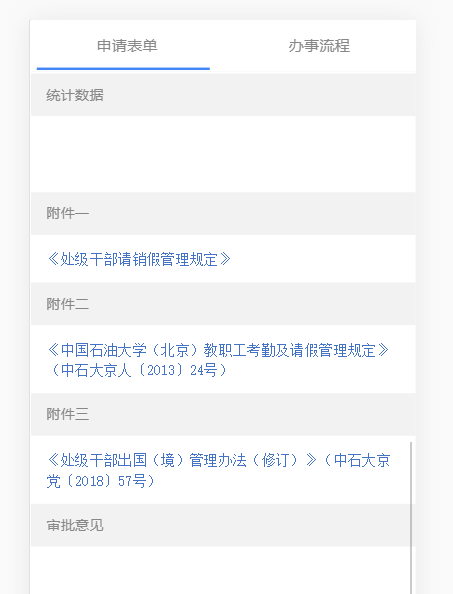 申请表单 办事流程
统计数据
附件一
《处级干部请销假管理规定》
附件二
《中国石油大学（北京）教职工考勤及请假管理规定》
（中石大京人〔2013〕24号）
附件三
《处级干部出国（境）管理办法（修订）》（中石大京
党〔2018〕57号）
审批意见